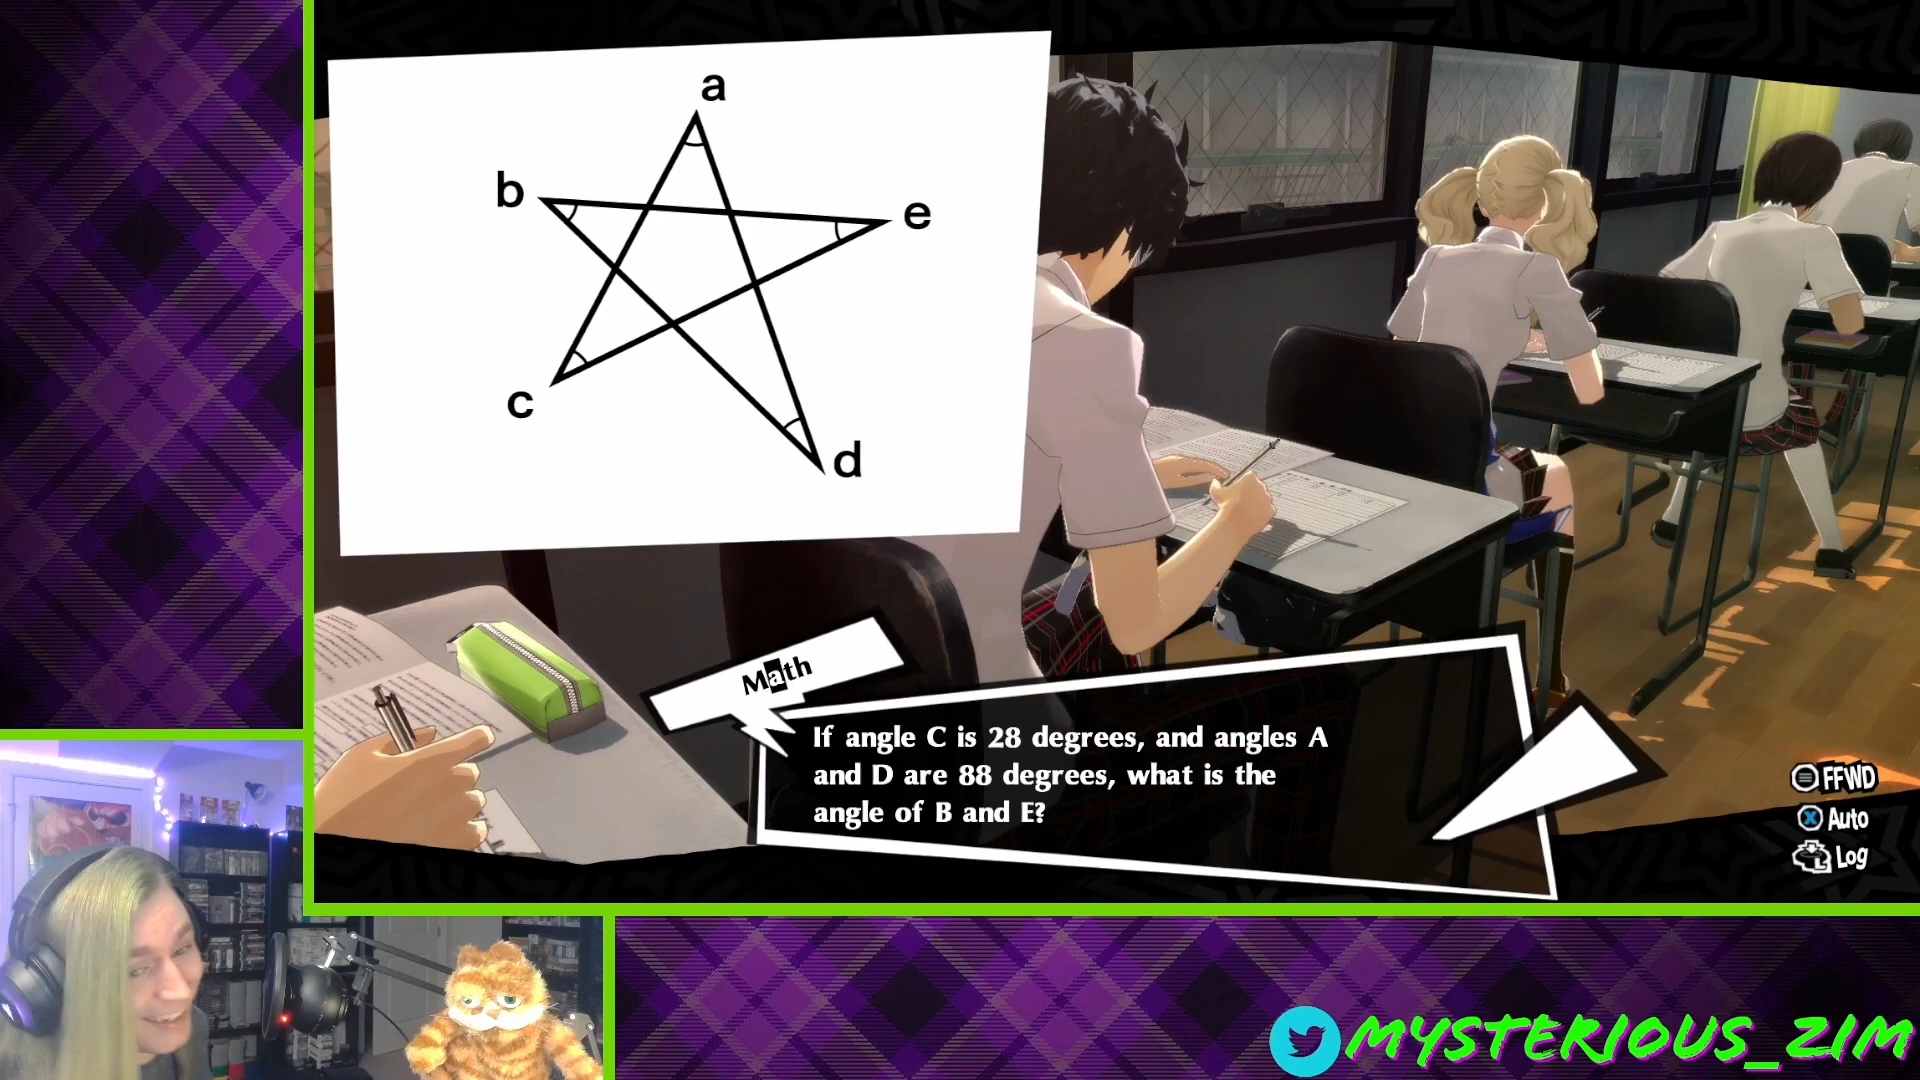 a
b
e
c
d
Math
If angle C is 28 degrees, and angles A
and D are 88 degrees, what is the
angle of B and E?
FFWD
Auto
Log
MYSTERIOUS_ZIM